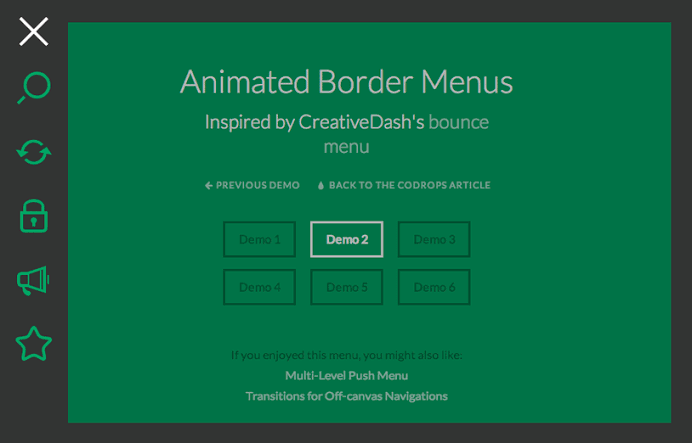 Animated Border Menus
Inspired by CreativeDash's bounce
menu
PREVIOUS DEMO BACK TO THE CODROPS ARTICLE
Demo 1 Demo 2 Demo 3
Demo 4 Demo 5 Demo 6
If you enjoyed this menu, you might also like:
Multi-Level Push Menu
Transitions for Off-canvas Navigations